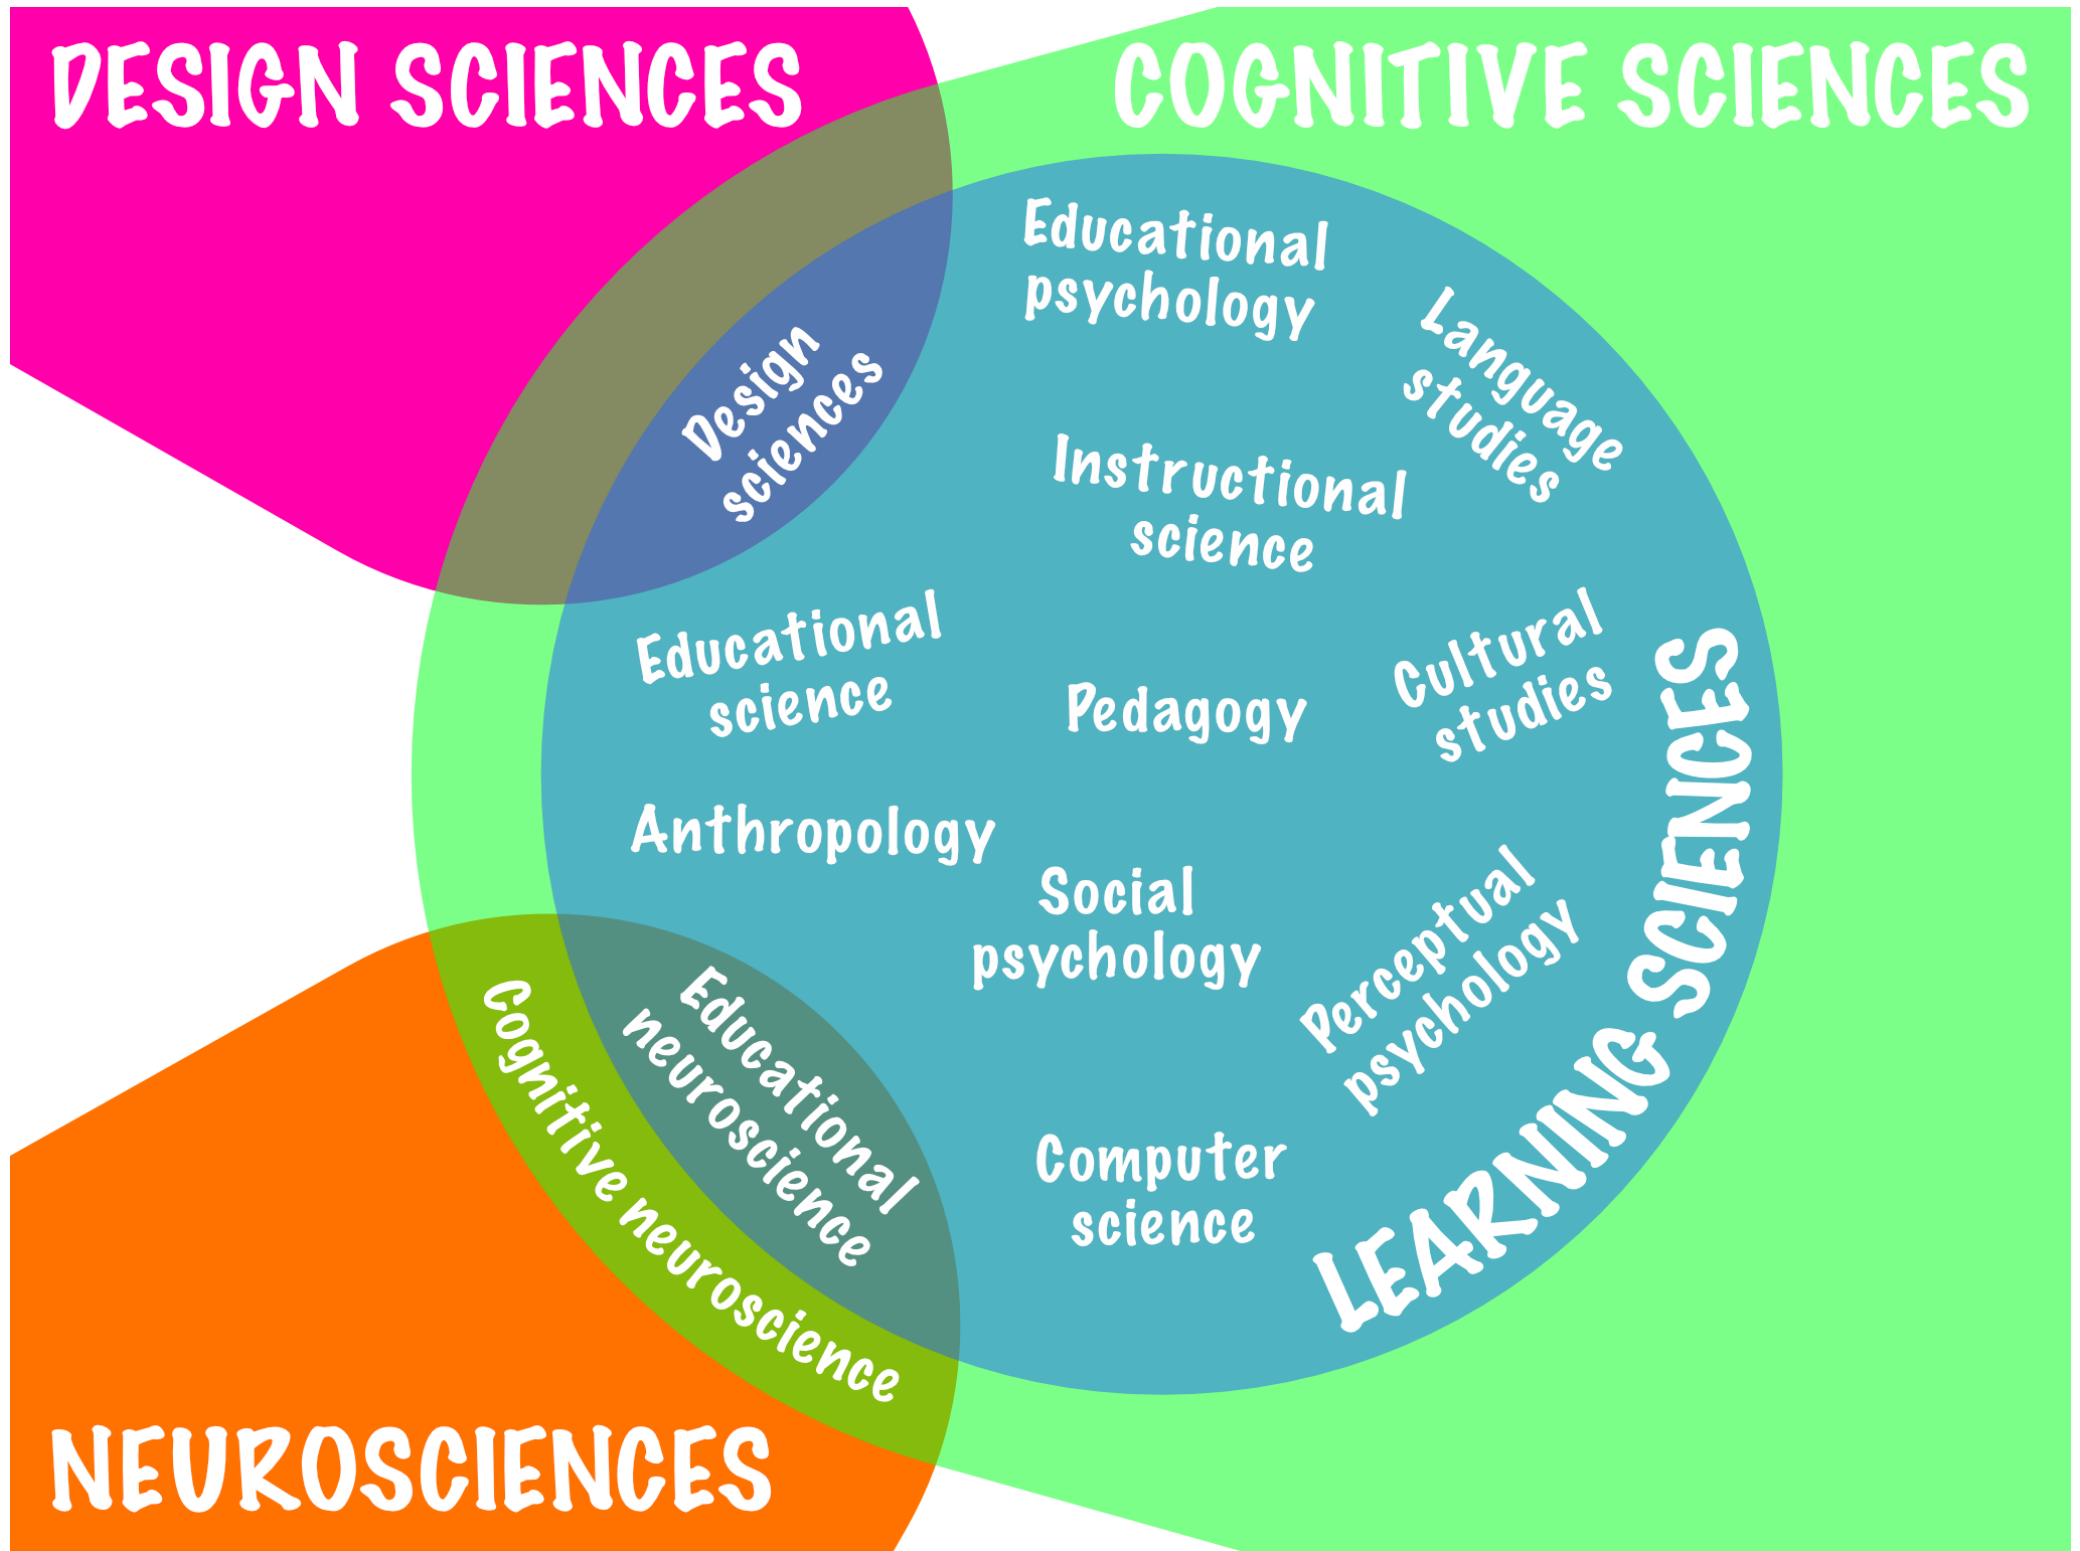 DESIGN SCIENCES
COGNITIVE SCIENCES
Educational
psychology
Language
studies
Design
sciences
Instructional
science
Educational
science
Cultural
studies
Pedagogy
Anthropology
Social
psychology
Perceptual
psychology
LEARNING SCIENCES
Educational
neuroscience
Cognitive neuroscience
Computer
science
NEUROSCIENCES